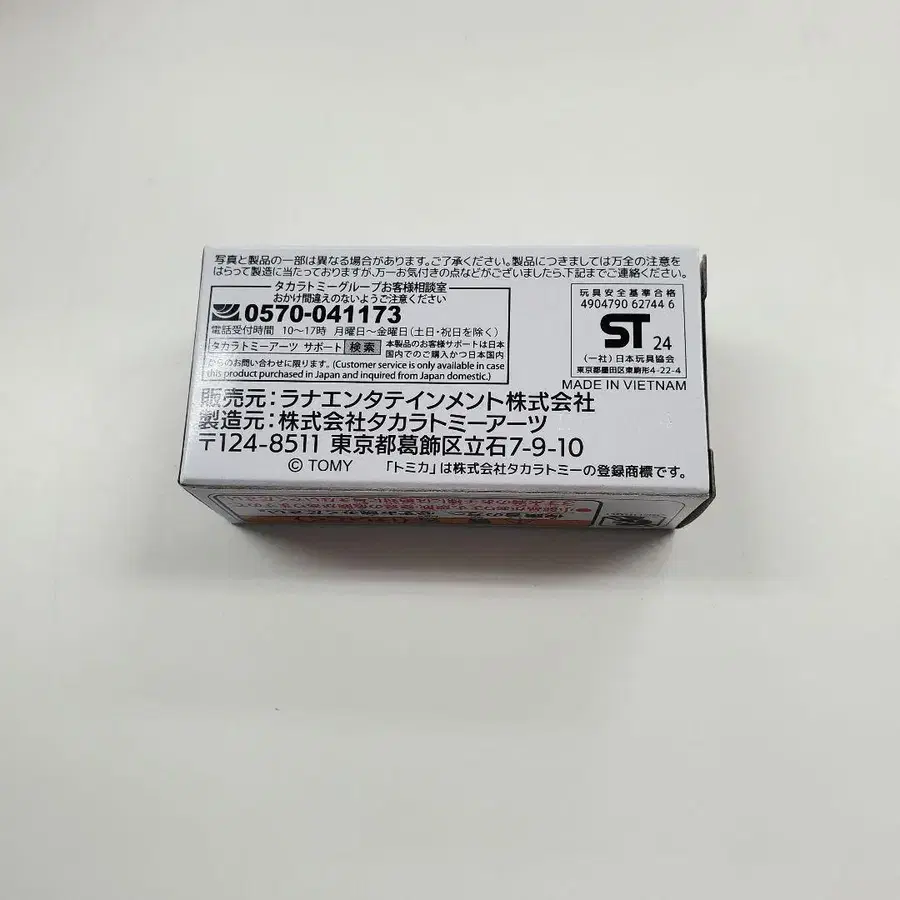 写真と製品の一部は異なる場合があります。ご了承ください。製品につきましては万全の注意を
はらって製造に当たっておりますが、万一お気付きの点などがございましたら、下記までご連絡ください。
タカラトミーグループお客様相談室
おかけ間違えのないようご注意ください
0570-041173
電話受付時間 10〜17時 月曜日〜金曜日(土日・祝日を除く)
タカラトミーアーツ サポート 検索
本製品のお客様サポートは日本
国内でのご購入かつ日本国内
からのお問い合わせに限ります。(Customer service is only available in case
this product purchased in Japan and inquired from Japan domestic.)
玩具安全基準合格
4904790 62744 6
ST 24
(一社)日本玩具協会
東京都墨田区東駒形4-22-4
MADE IN VIETNAM
販売元:ラナエンタテインメント株式会社
製造元:株式会社タカラトミーアーツ
〒124-8511 東京都葛飾区立石7-9-10
© TOMY 「トミカ」は株式会社タカラトミーの登録商標です。